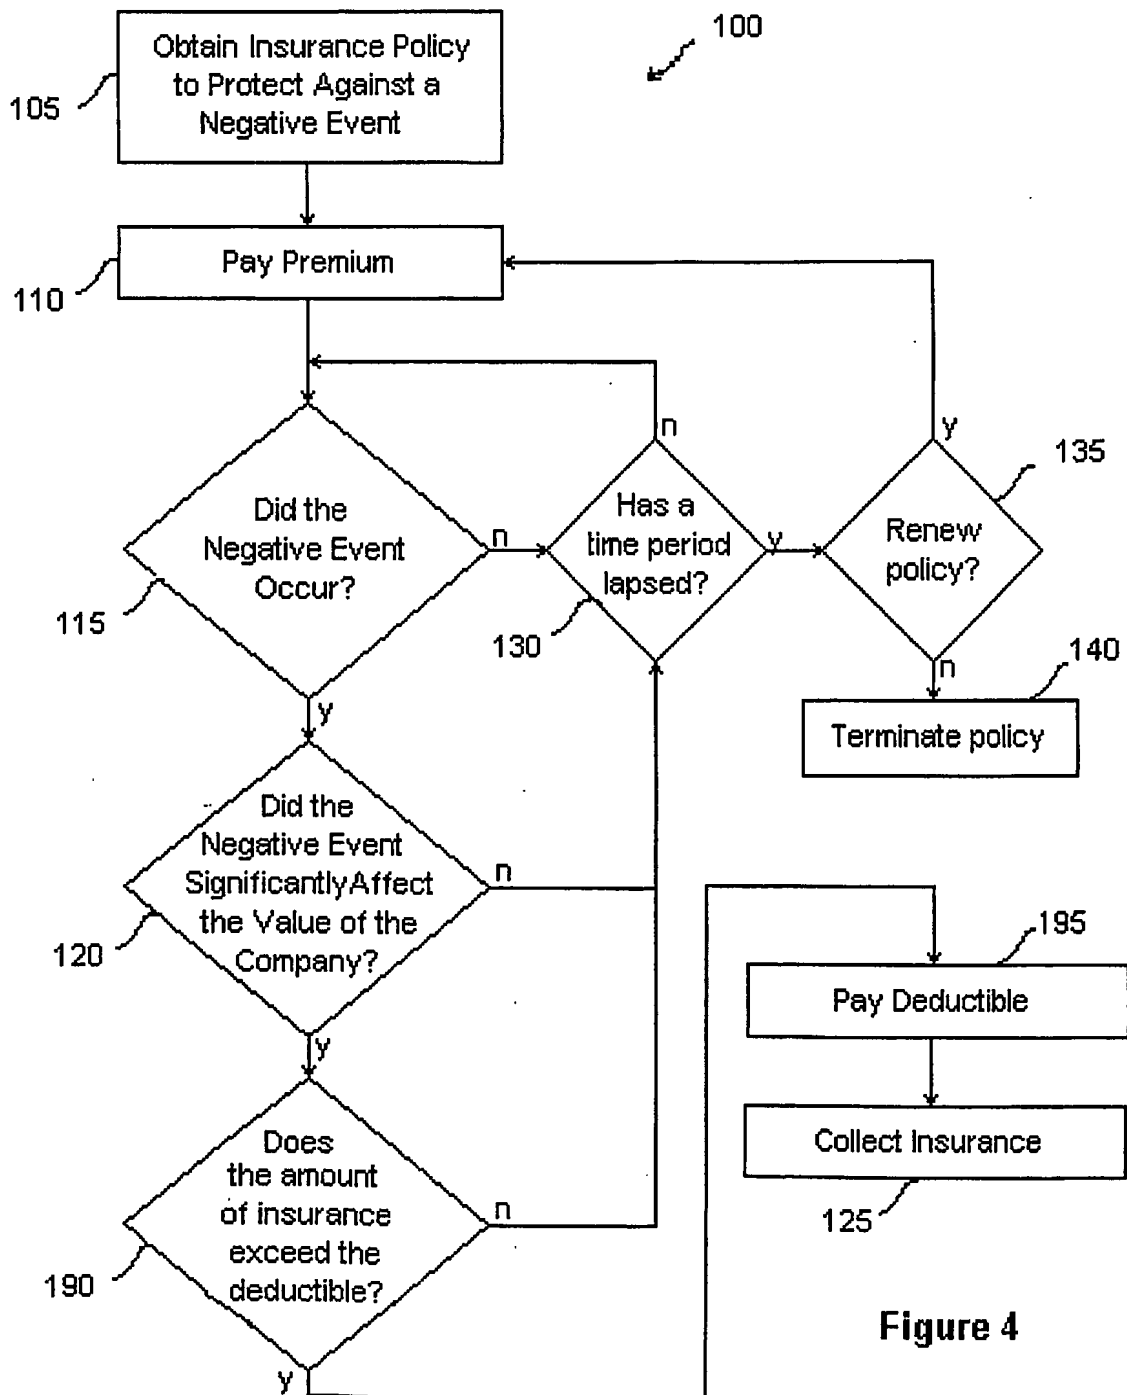 100
Obtain Insurance Policy
to Protect Against a
Negative Event
105
Pay Premium
110
n
y
135
Did the
Negative Event
Occur?
n
115
Has a
time period
lapsed?
y
130
Renew
policy?
n
140
Terminate policy
y
Did the
Negative Event
SignificantlyAffect
the Value of the
Company?
n
120
195
Pay Deductible
Collect Insurance
125
y
Does
the amount
of insurance
exceed the
deductible?
n
190
y
Figure 4